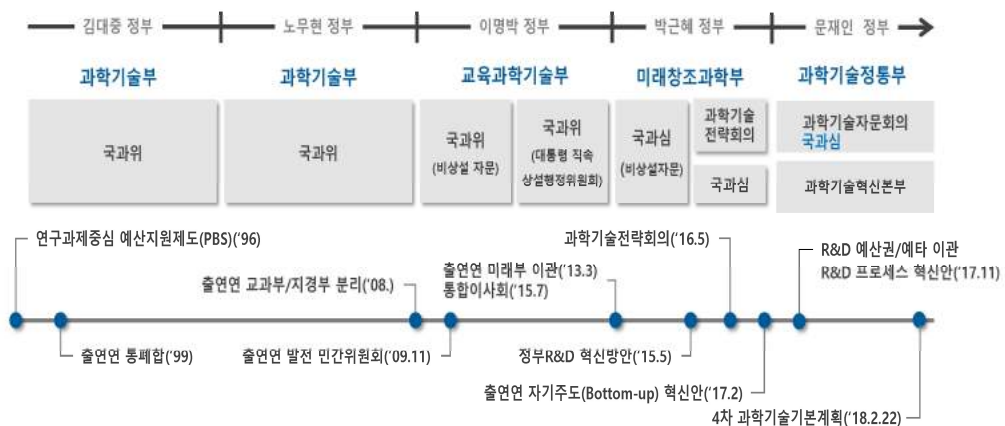 김대중 정부
노무현 정부
이명박 정부
박근혜 정부
문재인 정부
과학기술부
과학기술부
교육과학기술부
미래창조과학부
과학기술정통부
국과위
국과위
국과위
(비상설 자문)
국과위
(대통령 직속
상설행정위원회)
국과심
(비상설자문)
과학기술
전략회의
국과심
과학기술자문회의
국과심
과학기술혁신본부
연구과제중심 예산지원제도(PBS)('96)
출연연 통폐합('99)
출연연 교과부/지경부 분리('08.)
출연연 발전 민간위원회('09.11)
출연연 미래부 이관('13.3)
통합이사회('15.7)
정부R&D 혁신방안('15.5)
과학기술전략회의('16.5)
출연연 자기주도(Bottom-up) 혁신안('17.2)
R&D 예산권/예타 이관
R&D 프로세스 혁신안('17.11)
4차 과학기술기본계획('18.2.22)